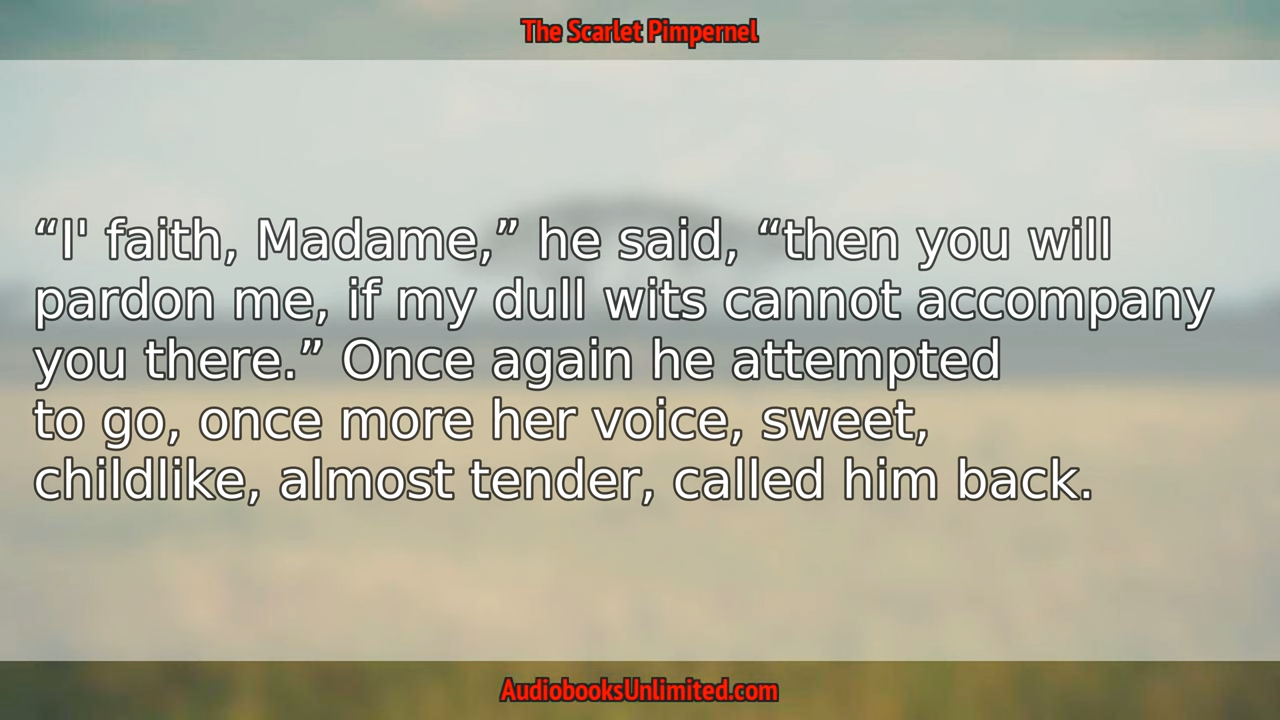 The Scarlet Pimpernel
“I' faith, Madame,” he said, “then you will
pardon me, if my dull wits cannot accompany
you there.” Once again he attempted
to go, once more her voice, sweet,
childlike, almost tender, called him back.
AudiobooksUnlimited.com